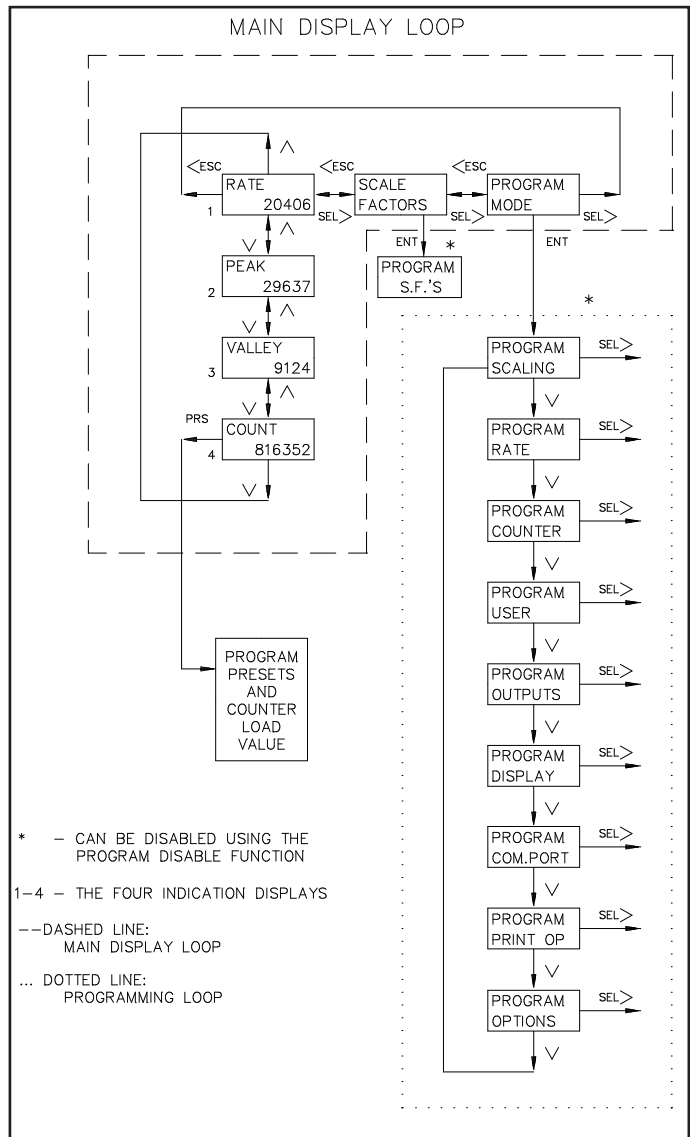 MAIN DISPLAY LOOP
∧
<ESC
<ESC
<ESC
RATE
20406
1
SEL>
SCALE
FACTORS
SEL>
PROGRAM
MODE
SEL>
∨
∧
ENT
*
ENT
PEAK
29637
2
PROGRAM
S.F.'S
∨
∧
*
VALLEY
9124
3
∨
∧
PRS
COUNT
816352
4
∨
PROGRAM
PRESETS
AND
COUNTER
LOAD
VALUE
PROGRAM
SCALING
SEL>
∨
PROGRAM
RATE
SEL>
∨
PROGRAM
COUNTER
SEL>
∨
PROGRAM
USER
SEL>
∨
PROGRAM
OUTPUTS
SEL>
∨
PROGRAM
DISPLAY
SEL>
∨
PROGRAM
COM.PORT
SEL>
∨
PROGRAM
PRINT OP
SEL>
∨
PROGRAM
OPTIONS
SEL>
∨
* – CAN BE DISABLED USING THE
PROGRAM DISABLE FUNCTION
1–4 – THE FOUR INDICATION DISPLAYS
––DASHED LINE:
MAIN DISPLAY LOOP
... DOTTED LINE:
PROGRAMMING LOOP